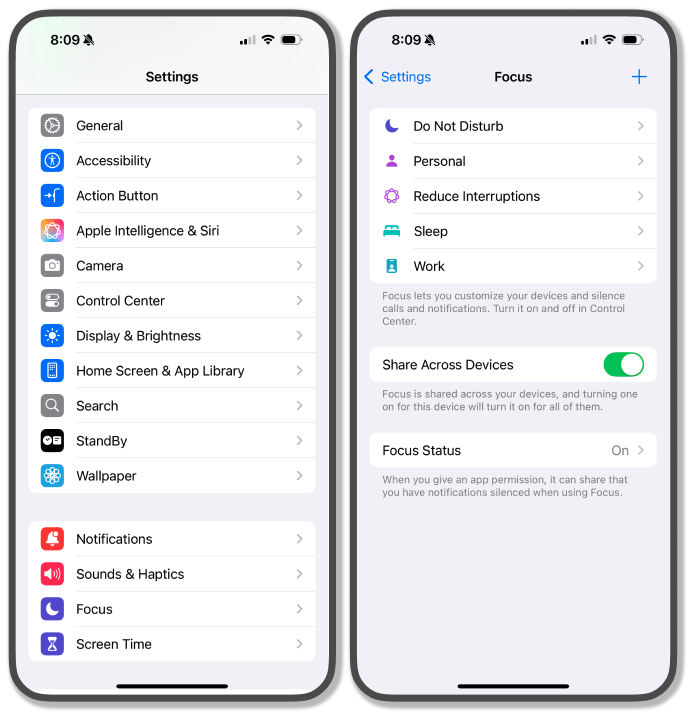 8:09
Settings
General
Accessibility
Action Button
Apple Intelligence & Siri
Camera
Control Center
Display & Brightness
Home Screen & App Library
Search
StandBy
Wallpaper
Notifications
Sounds & Haptics
Focus
Screen Time
8:09
Settings
Focus
Do Not Disturb
Personal
Reduce Interruptions
Sleep
Work
Focus lets you customize your devices and silence
calls and notifications. Turn it on and off in Control
Center.
Share Across Devices
Focus is shared across your devices, and turning one
on for this device will turn it on for all of them.
Focus Status On
When you give an app permission, it can share that
you have notifications silenced when using Focus.